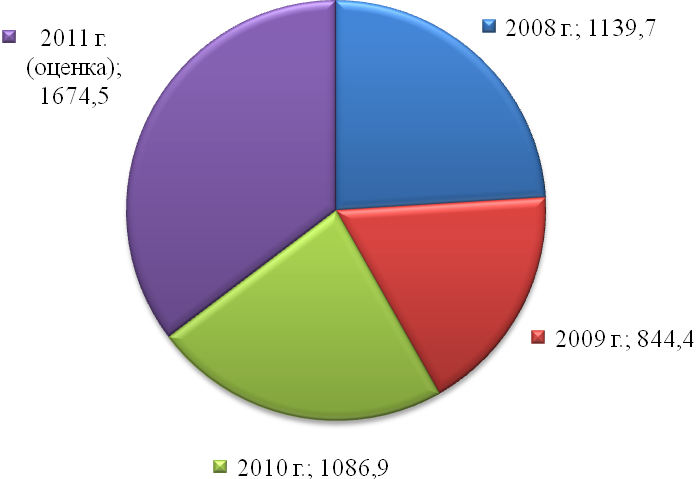 2011 г.
(оценка);
1674,5
2008 г.; 1139,7
2009 г.; 844,4
2010 г.; 1086,9